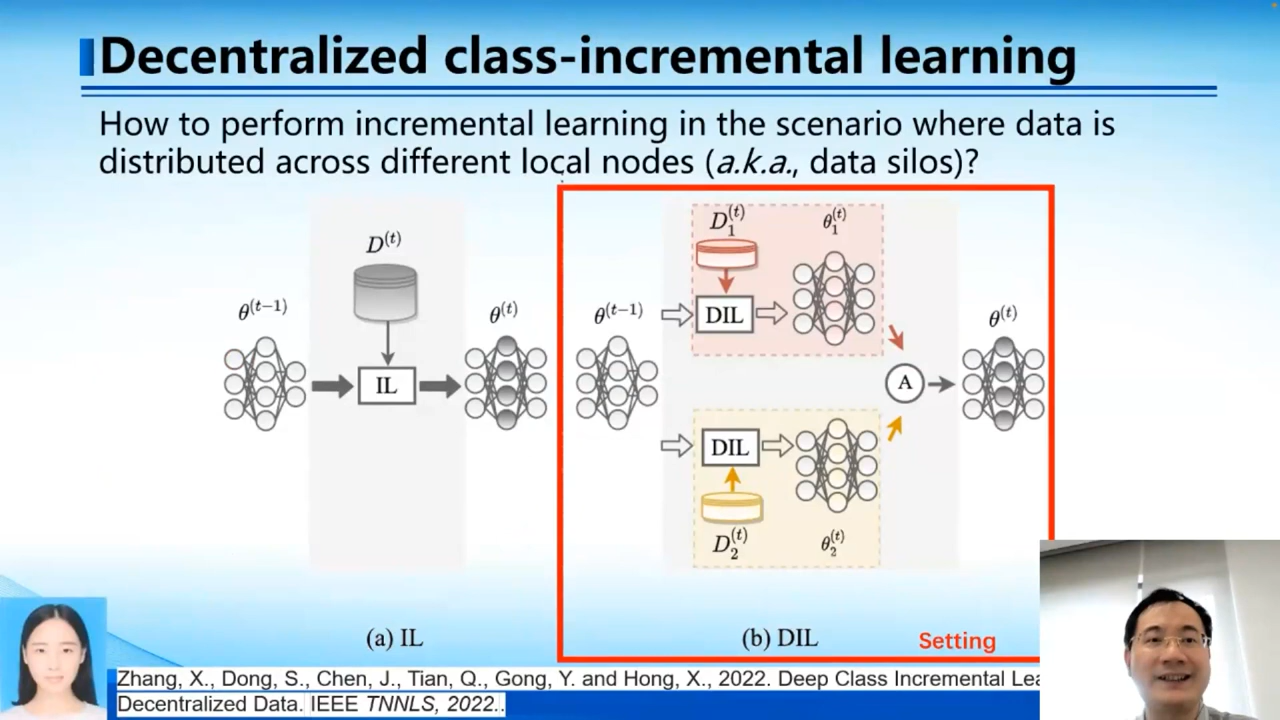 Decentralized class-incremental learning
How to perform incremental learning in the scenario where data is
distributed across different local nodes (a.k.a., data silos)?
D^(t)
θ^(t−1)
IL
θ^(t)
(a) IL
θ^(t−1)
D_1^(t)
θ_1^(t)
DIL
A
θ^(t)
DIL
D_2^(t)
θ_2^(t)
(b) DIL
Setting
Zhang, X., Dong, S., Chen, J., Tian, Q., Gong, Y. and Hong, X., 2022. Deep Class Incremental Lea
Decentralized Data. IEEE TNNLS, 2022..